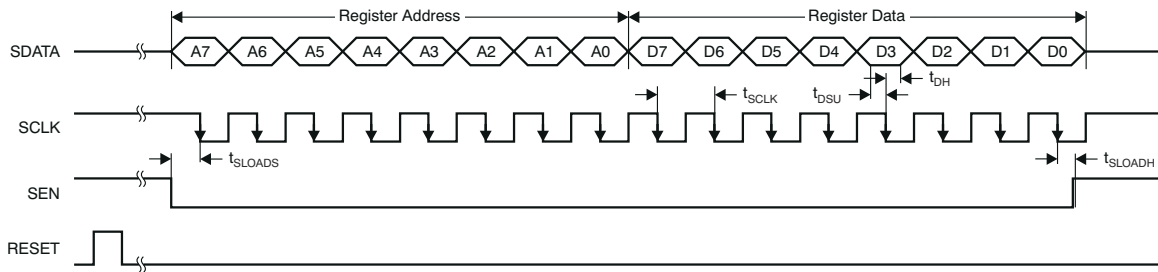 Register Address Register Data
SDATA A7 A6 A5 A4 A3 A2 A1 A0 D7 D6 D5 D4 D3 D2 D1 D0
tSCLK tDSU tDH
SCLK
tSLOADS tSLOADH
SEN
RESET